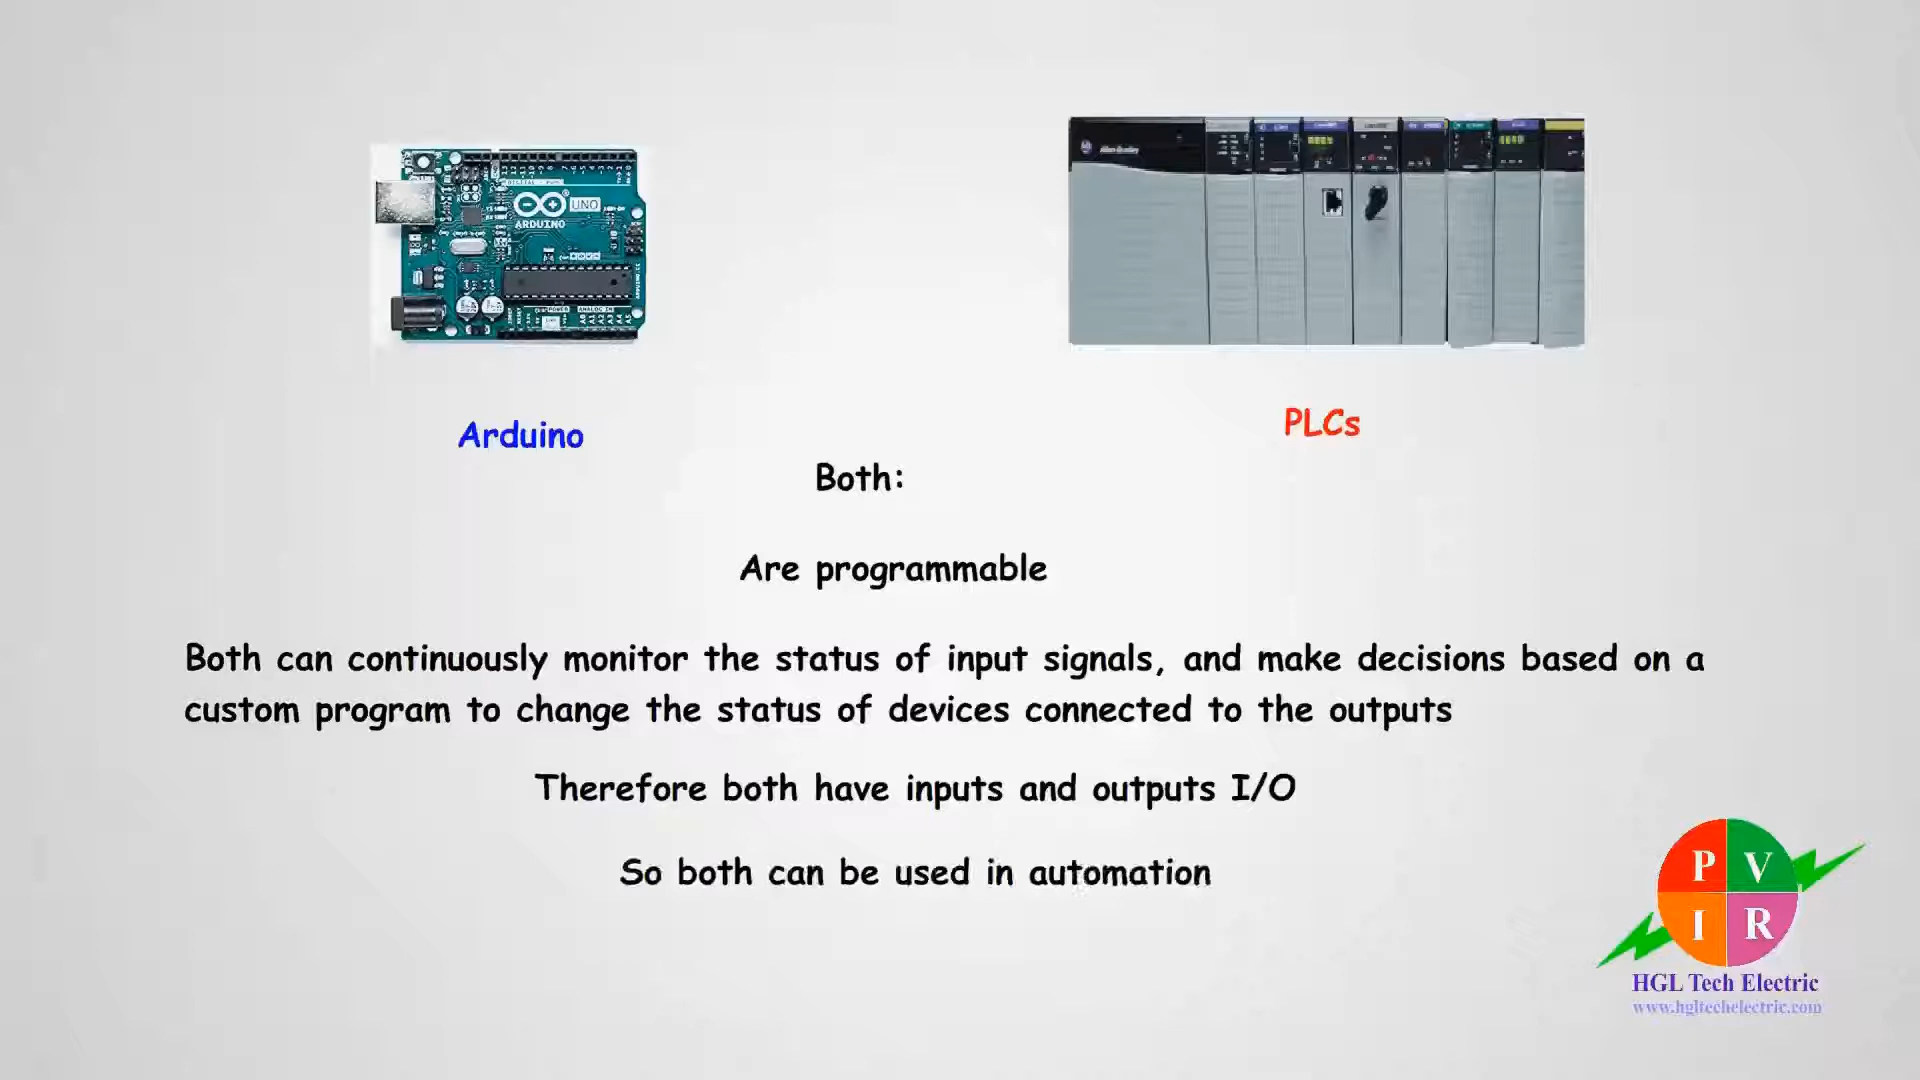 UNO
ARDUINO
Arduino
PLCs
Both:
Are programmable
Both can continuously monitor the status of input signals, and make decisions based on a
custom program to change the status of devices connected to the outputs
Therefore both have inputs and outputs I/O
So both can be used in automation
P V
I R
HGL Tech Electric
www.hgltechelectric.com